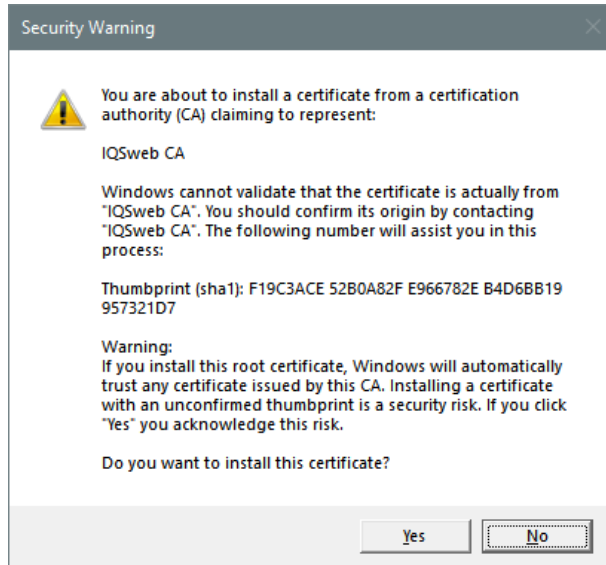 Security Warning
You are about to install a certificate from a certification
authority (CA) claiming to represent:
IQSweb CA
Windows cannot validate that the certificate is actually from
"IQSweb CA". You should confirm its origin by contacting
"IQSweb CA". The following number will assist you in this
process:
Thumbprint (sha1): F19C3ACE 52B0A82F E966782E B4D6BB19
957321D7
Warning:
If you install this root certificate, Windows will automatically
trust any certificate issued by this CA. Installing a certificate
with an unconfirmed thumbprint is a security risk. If you click
"Yes" you acknowledge this risk.
Do you want to install this certificate?
Yes No